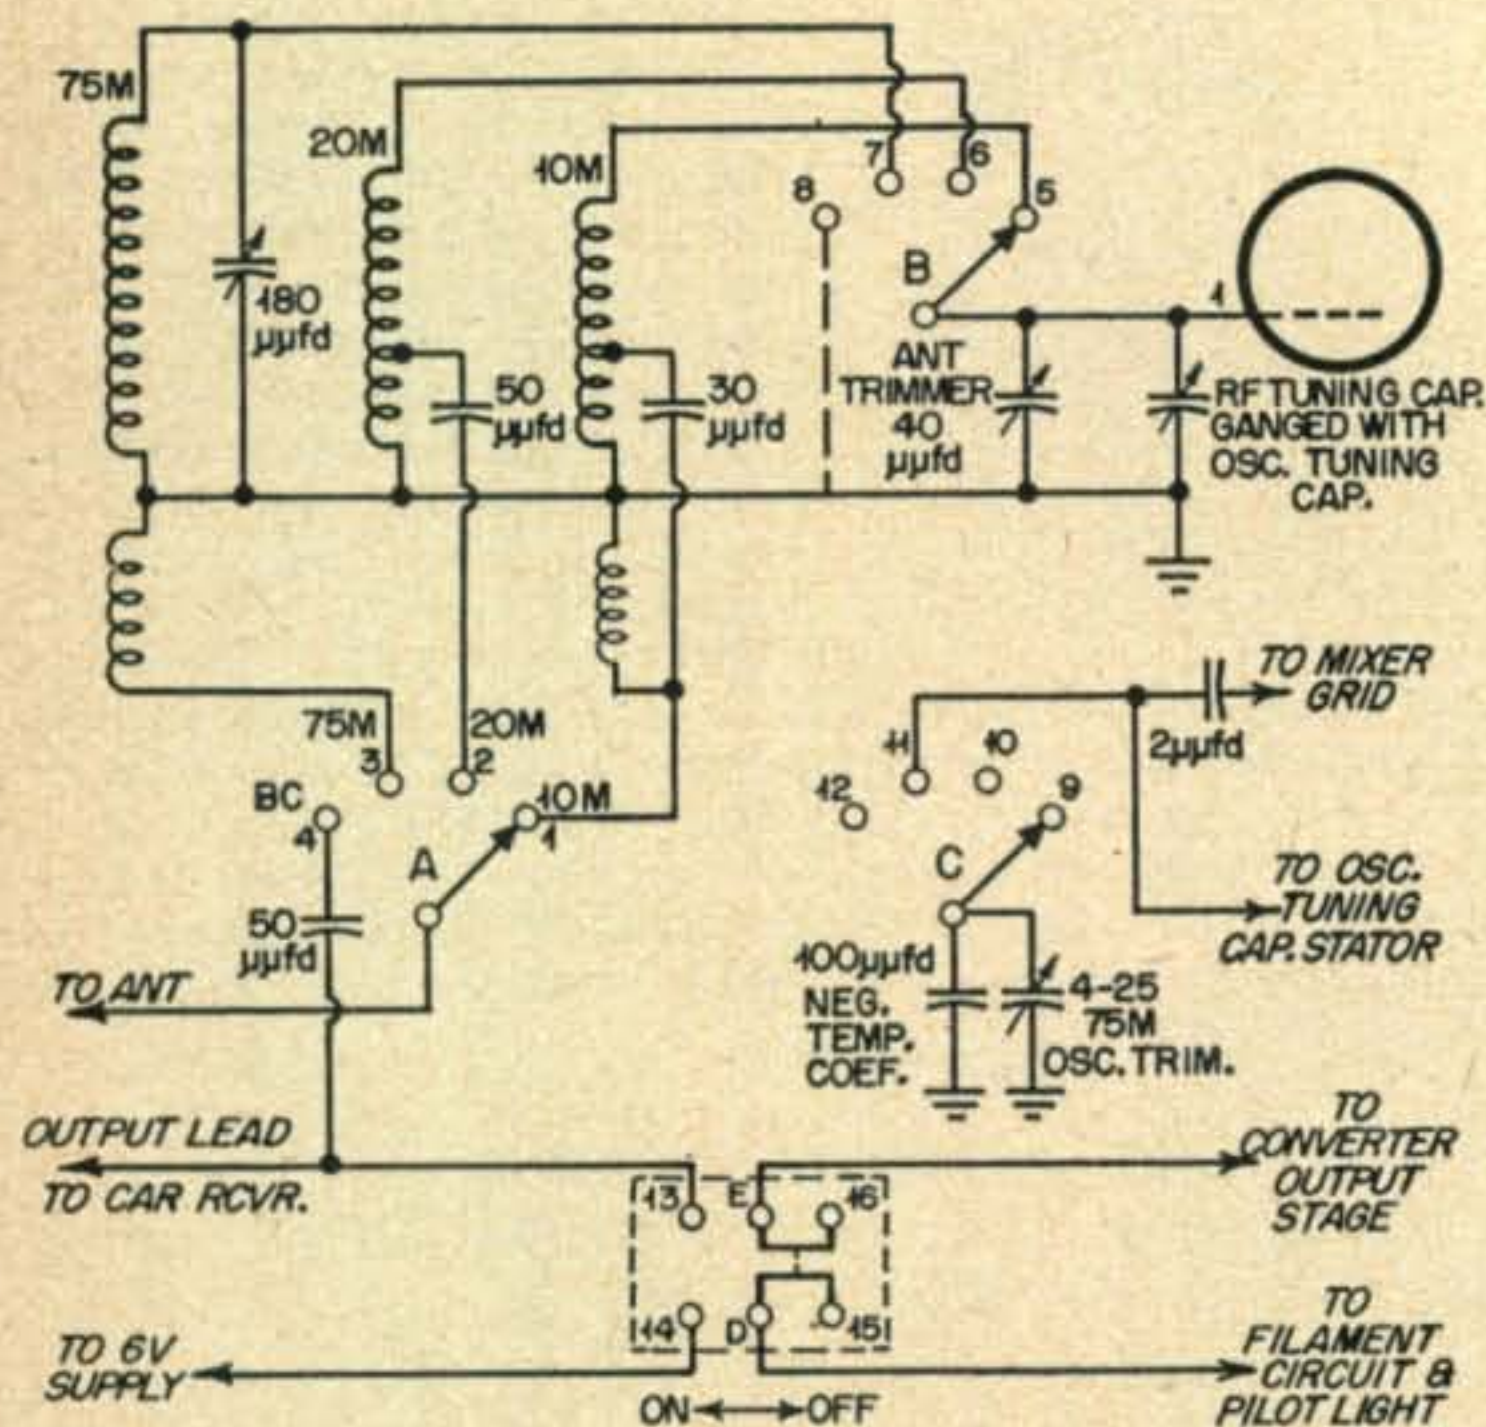 75M
20M
10M
180
μμfd
50
μμfd
30
μμfd
8
7
6
5
B
1
ANT
TRIMMER
40
μμfd
RF TUNING CAP.
GANGED WITH
OSC. TUNING
CAP.
75M
3
20M
2
BC
4
10M
1
A
50
μμfd
TO ANT
12
11
10
9
C
TO MIXER
GRID
2μμfd
TO OSC.
TUNING
CAP. STATOR
100μμfd
NEG.
TEMP.
COEF.
4-25
75M
OSC. TRIM.
OUTPUT LEAD
TO CAR RCVR.
13
E
16
14
D
15
TO
CONVERTER
OUTPUT
STAGE
TO 6V
SUPPLY
ON
OFF
TO
FILAMENT
CIRCUIT &
PILOT LIGHT